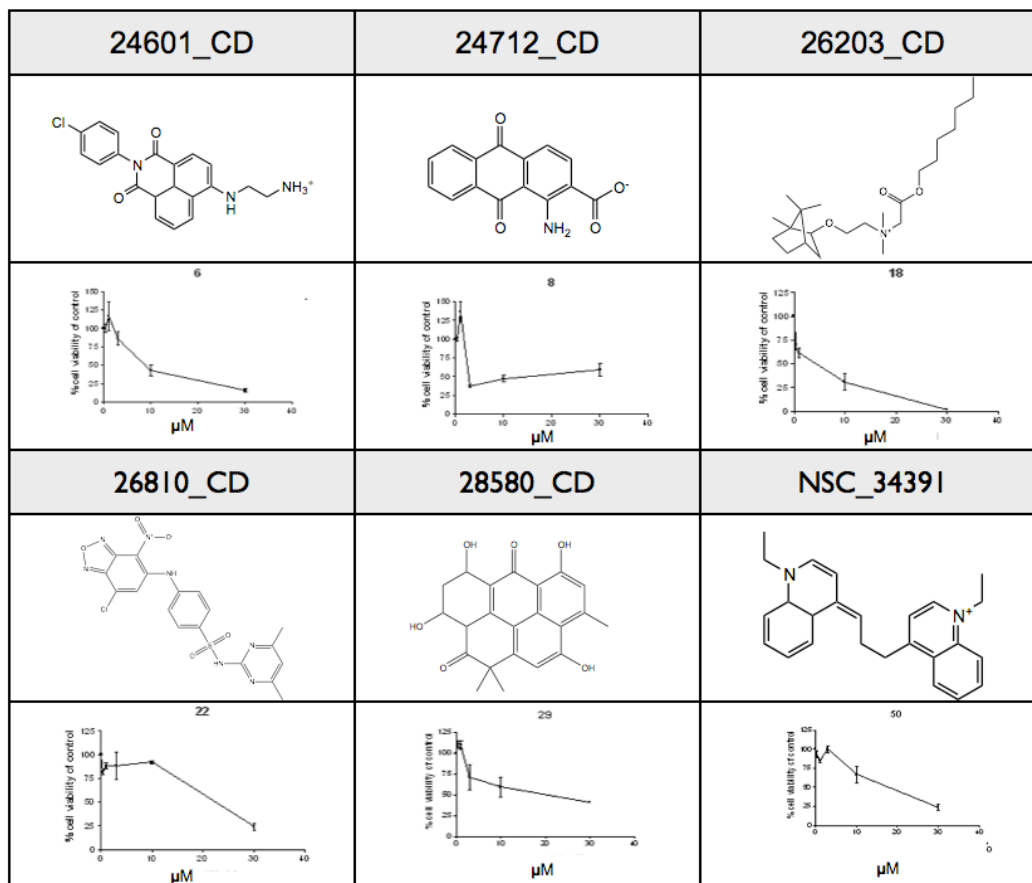 24601_CD 24712_CD 26203_CD
Cl
O
N
O
N
H
NH₃⁺
O
O
NH₂
O⁻
O
O
O
O
N⁺
6
% cell viability of control
150
125
100
75
50
25
0
0 10 20 30 40
µM
8
% cell viability of control
150
125
100
75
50
25
0
0 10 20 30 40
µM
18
% cell viability of control
125
100
75
50
25
0
0 10 20 30 40
µM
26810_CD 28580_CD NSC_34391
O
N⁺
O⁻
N
O
N
NH
Cl
O
S
O
HN
N
N
OH
O
OH
HO
O
OH
N
N⁺
22
% cell viability of control
125
100
75
50
25
0
0 10 20 30 40
µM
29
% cell viability of control
125
100
75
50
25
0
0 10 20 30 40
µM
50
% cell viability of control
125
100
75
50
25
0
0 10 20 30 40
µM